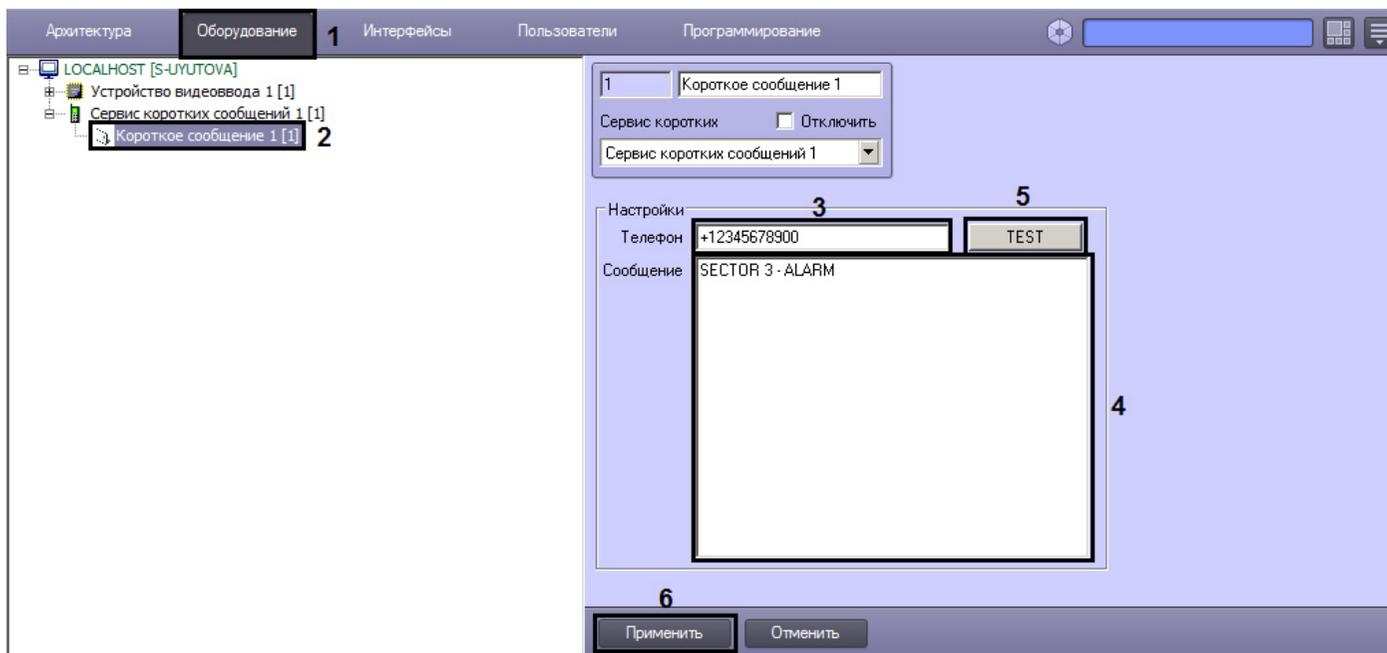 Архитектура Оборудование 1 Интерфейсы Пользователи Программирование
LOCALHOST [S-UYUTOVA]
Устройство видеоввода 1 [1]
Сервис коротких сообщений 1 [1]
Короткое сообщение 1 [1] 2
1 Короткое сообщение 1
Сервис коротких Отключить
Сервис коротких сообщений 1
Настройки 3 5
Телефон +12345678900 TEST
Сообщение SECTOR 3 - ALARM
4
6
Применить Отменить